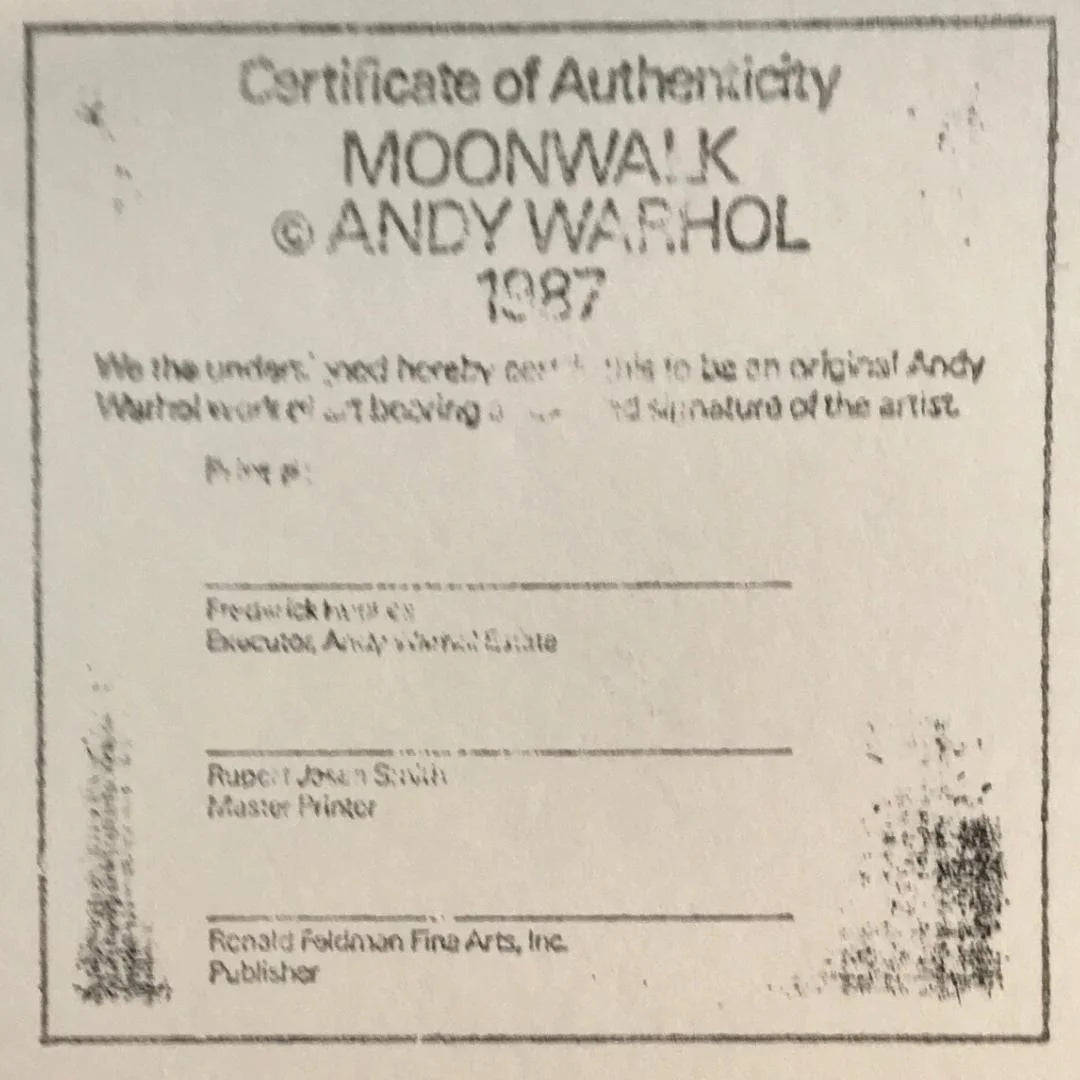 Certificate of Authenticity
MOONWALK
© ANDY WARHOL
1987
We the undersigned hereby certify this to be an original Andy
Warhol work of art bearing a signature of the artist.
Print #:
Frederick Hughes
Executor, Andy Warhol Estate
Rupert Jasen Smith
Master Printer
Ronald Feldman Fine Arts, Inc.
Publisher